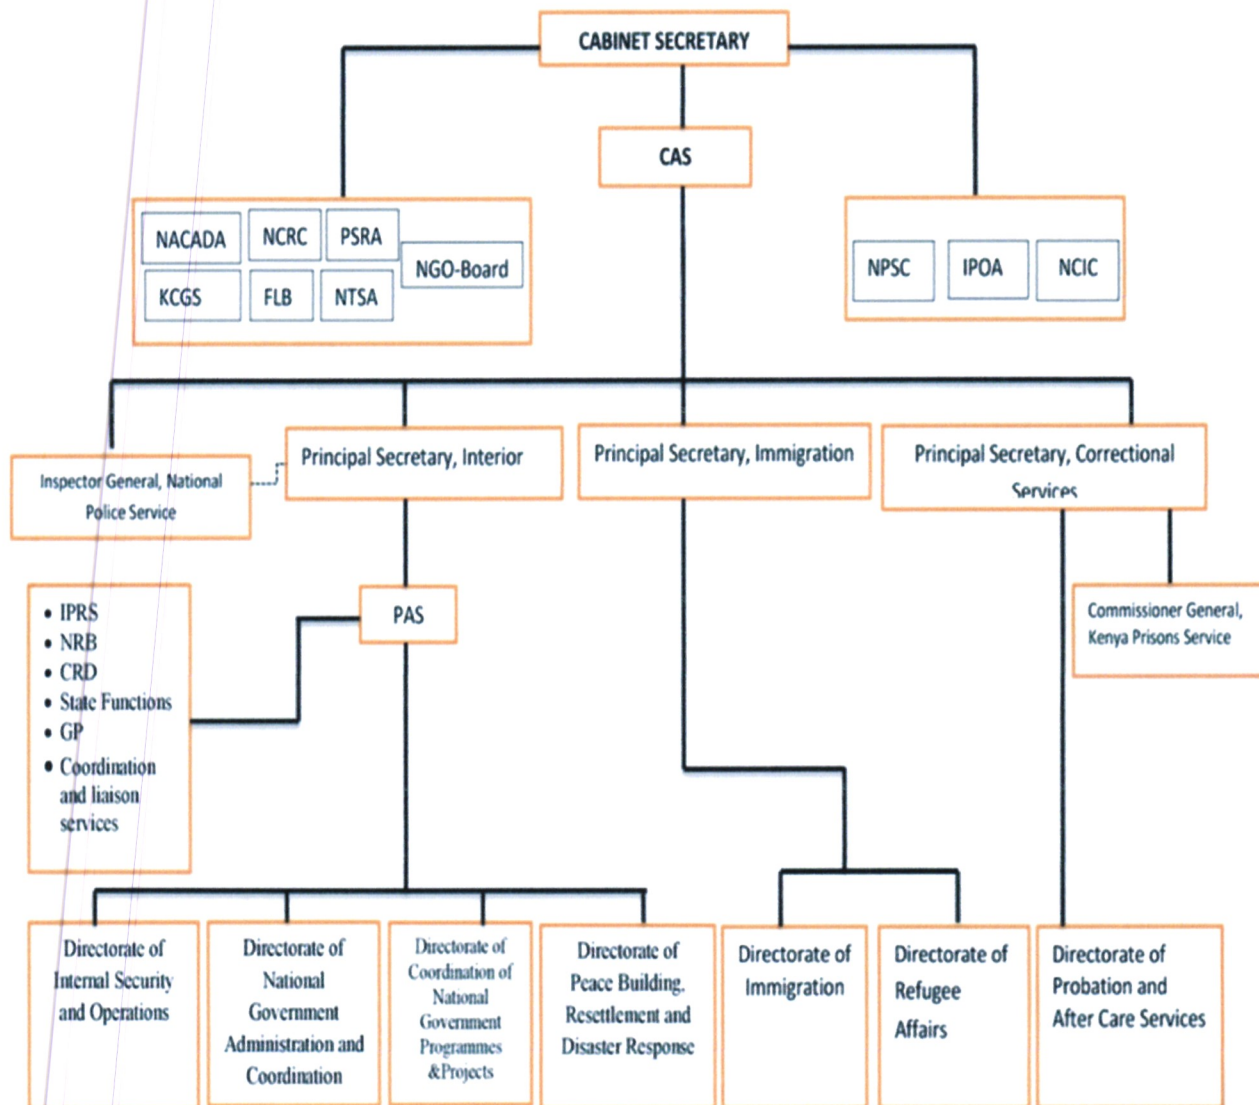 CABINET SECRETARY
CAS
NACADA
NCRC
PSRA
NGO-Board
KCGS
FLB
NTSA
NPSC
IPOA
NCIC
Inspector General, National
Police Service
Principal Secretary, Interior
Principal Secretary, Immigration
Principal Secretary, Correctional
Services
• IPRS
• NRB
• CRD
• State Functions
• GP
• Coordination
and liaison
services
PAS
Commissioner General,
Kenya Prisons Service
Directorate of
Internal Security
and Operations
Directorate of
National
Government
Administration and
Coordination
Directorate of
Coordination of
National
Government
Programmes
&Projects
Directorate of
Peace Building,
Resettlement and
Disaster Response
Directorate of
Immigration
Directorate of
Refugee
Affairs
Directorate of
Probation and
After Care Services